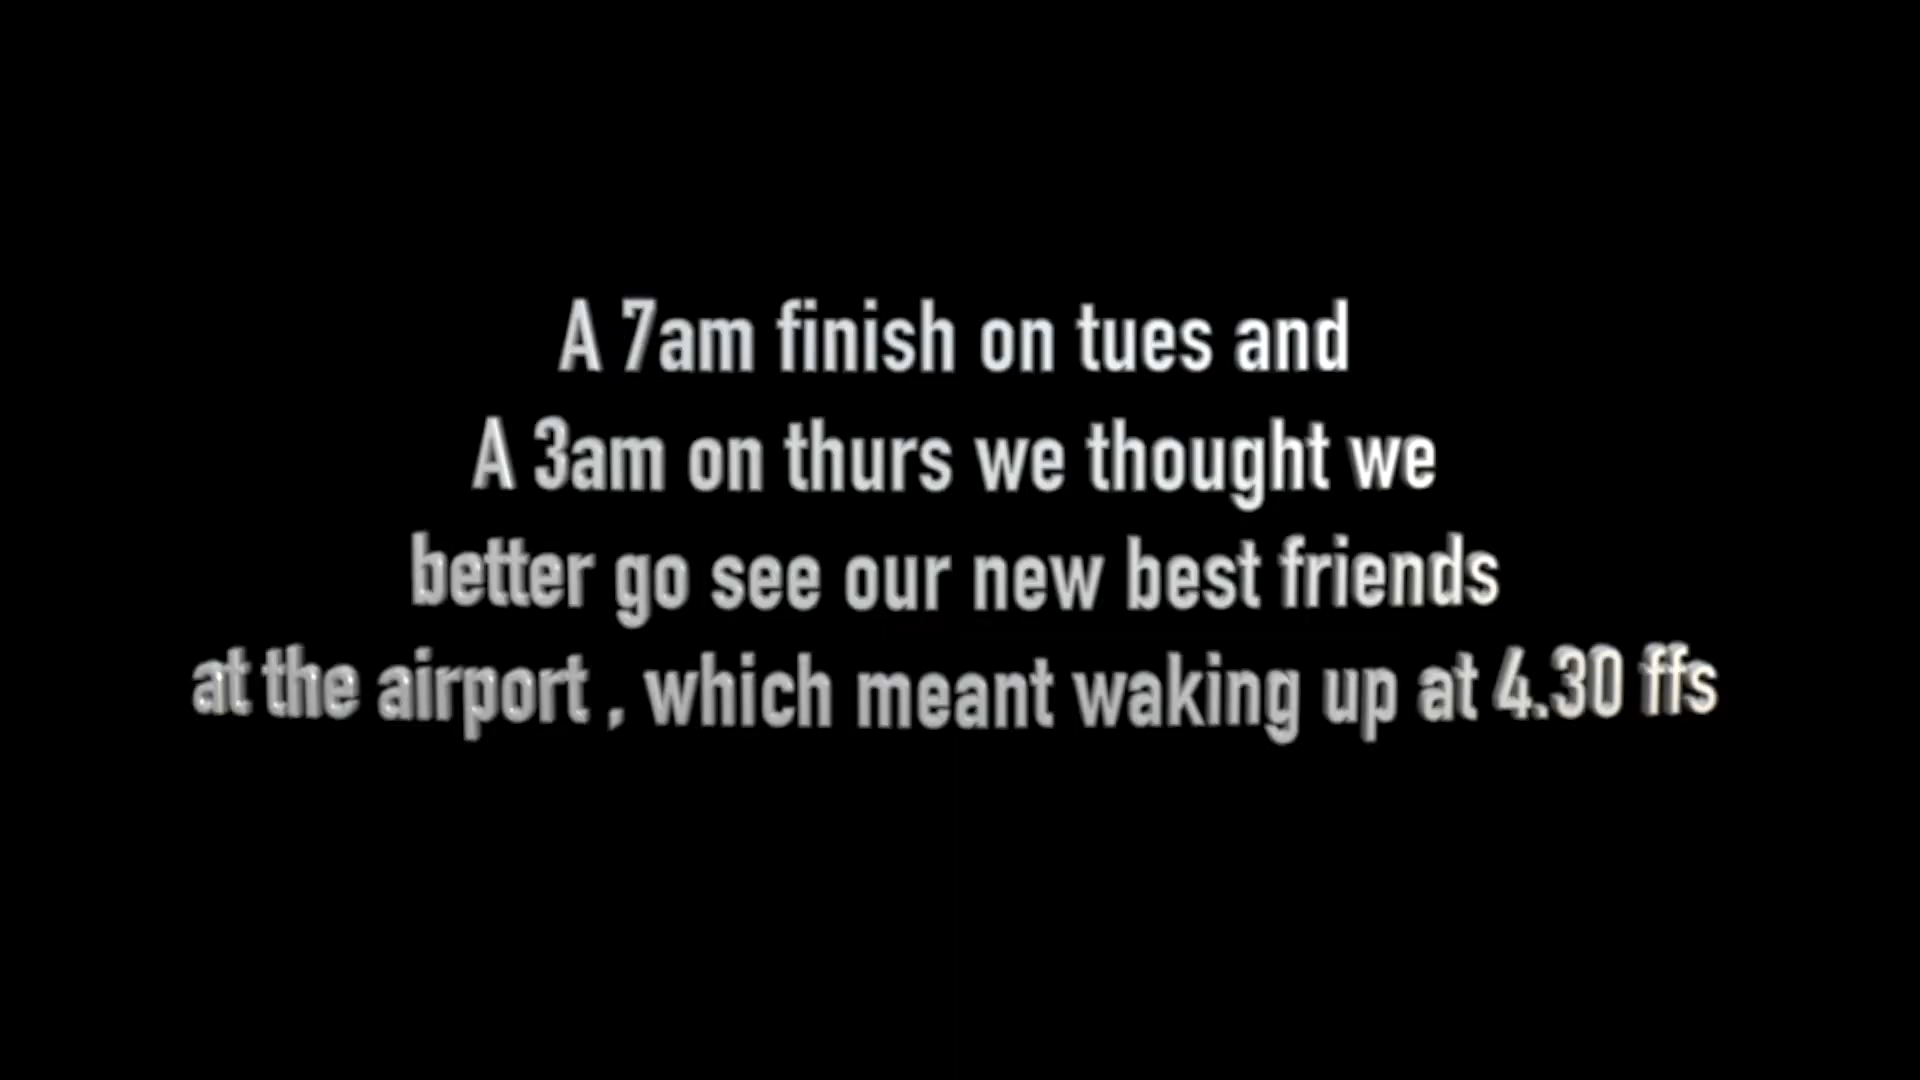 A 7am finish on tues and
A 3am on thurs we thought we
better go see our new best friends
at the airport , which meant waking up at 4.30 ffs